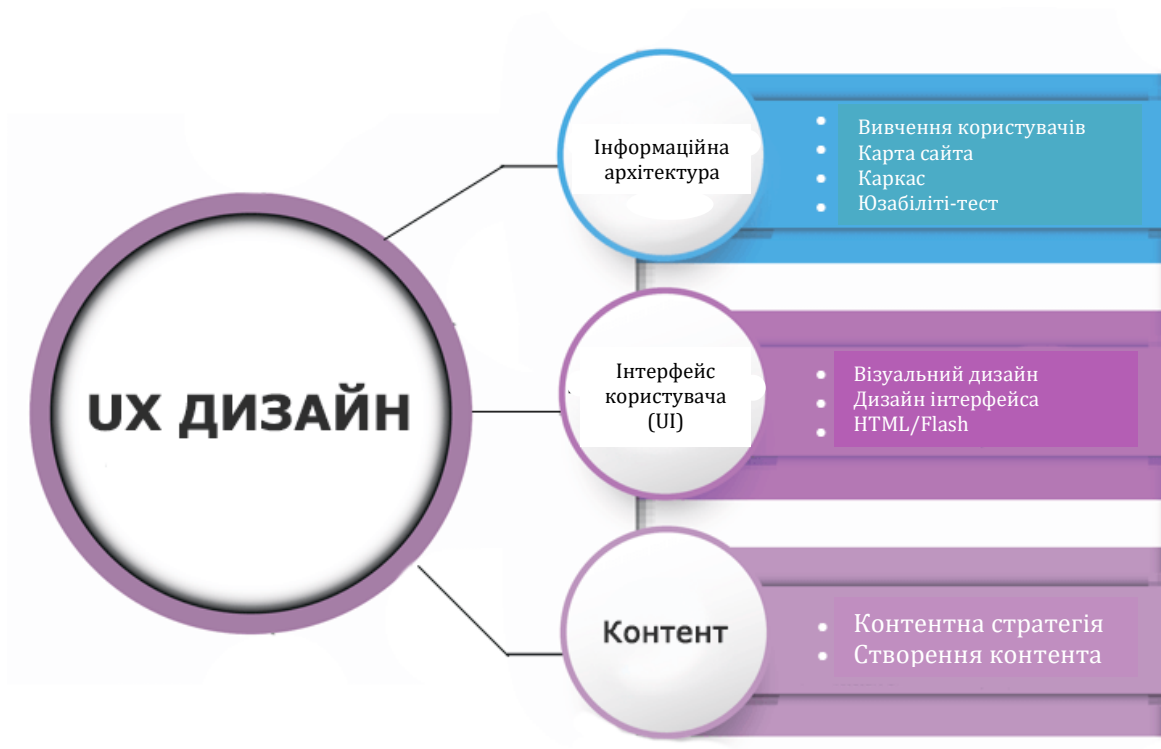 UX ДИЗАЙН
Інформаційна
архітектура
Вивчення користувачів
Карта сайта
Каркас
Юзабіліті-тест
Інтерфейс
користувача
(UI)
Візуальний дизайн
Дизайн інтерфейса
HTML/Flash
Контент
Контентна стратегія
Створення контента